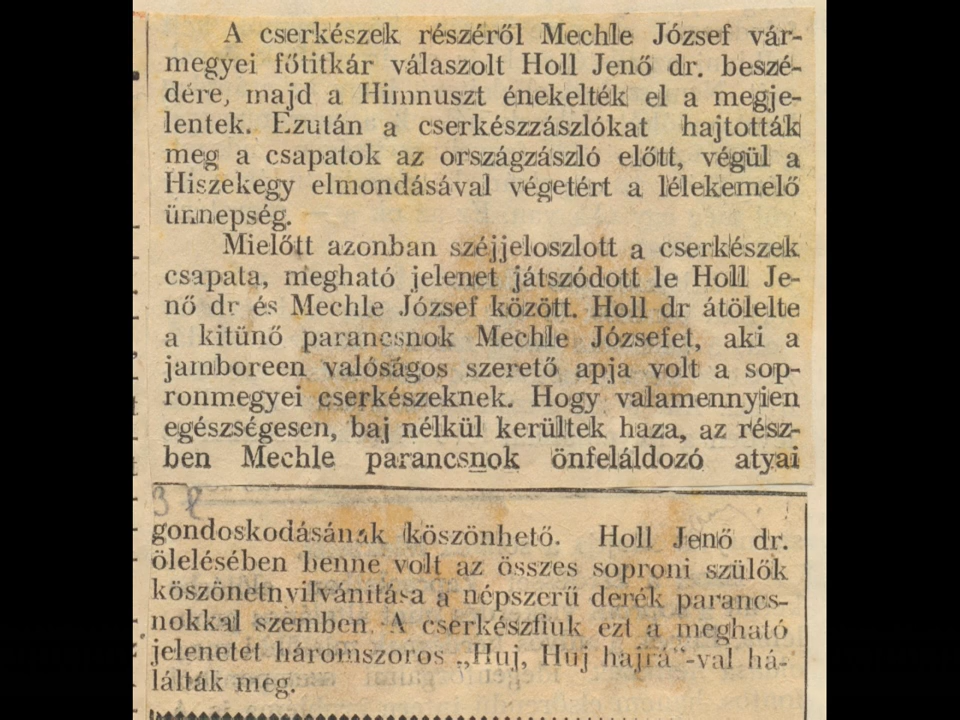 A cserkészek részéről Mechle József vár-
megyei főtitkár válaszolt Holl Jenő dr. beszé-
dére, majd a Himnuszt énekelték el a megje-
lentek. Ezután a cserkészzászlókat hajtották
meg a csapatok az országzászló előtt, végül a
Hiszekegy elmondásával végetért a lélekemelő
ünnepség.
Mielőtt azonban széjjeloszlott a cserkészek
csapata, megható jelenet játszódott le Holl Je-
nő dr és Mechle József között. Holl dr átölelte
a kitünő parancsnok Mechle Józsefet, aki a
jamboreen valóságos szerető apja volt a sop-
ronmegyei cserkészeknek. Hogy valamennyien
egészségesen, baj nélkül kerültek haza, az rész-
ben Mechle parancsnok önfeláldozó atyai
gondoskodásának köszönhető. Holl Jenő dr.
ölelésében benne volt az összes soproni szülők
köszönetnyilvánitása a népszerű derék parancs-
nokkal szemben. A cserkészfiuk ezt a megható
jelenetet háromszoros „Huj, Huj hajrá"-val há-
lálták meg.